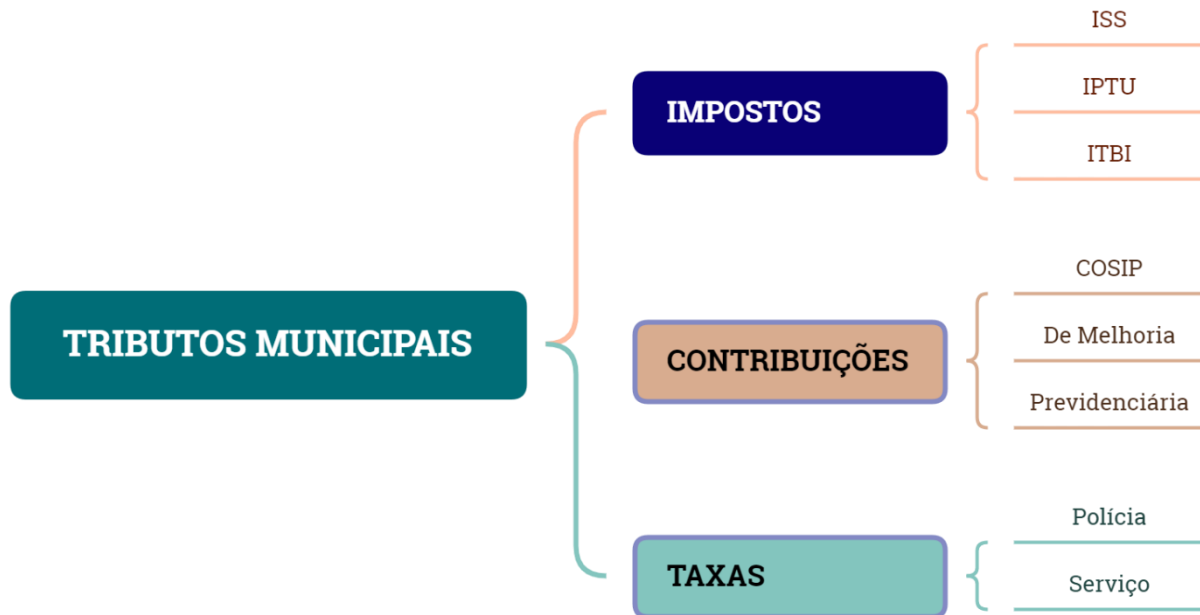 TRIBUTOS MUNICIPAIS
IMPOSTOS
ISS
IPTU
ITBI
CONTRIBUIÇÕES
COSIP
De Melhoria
Previdenciária
TAXAS
Polícia
Serviço